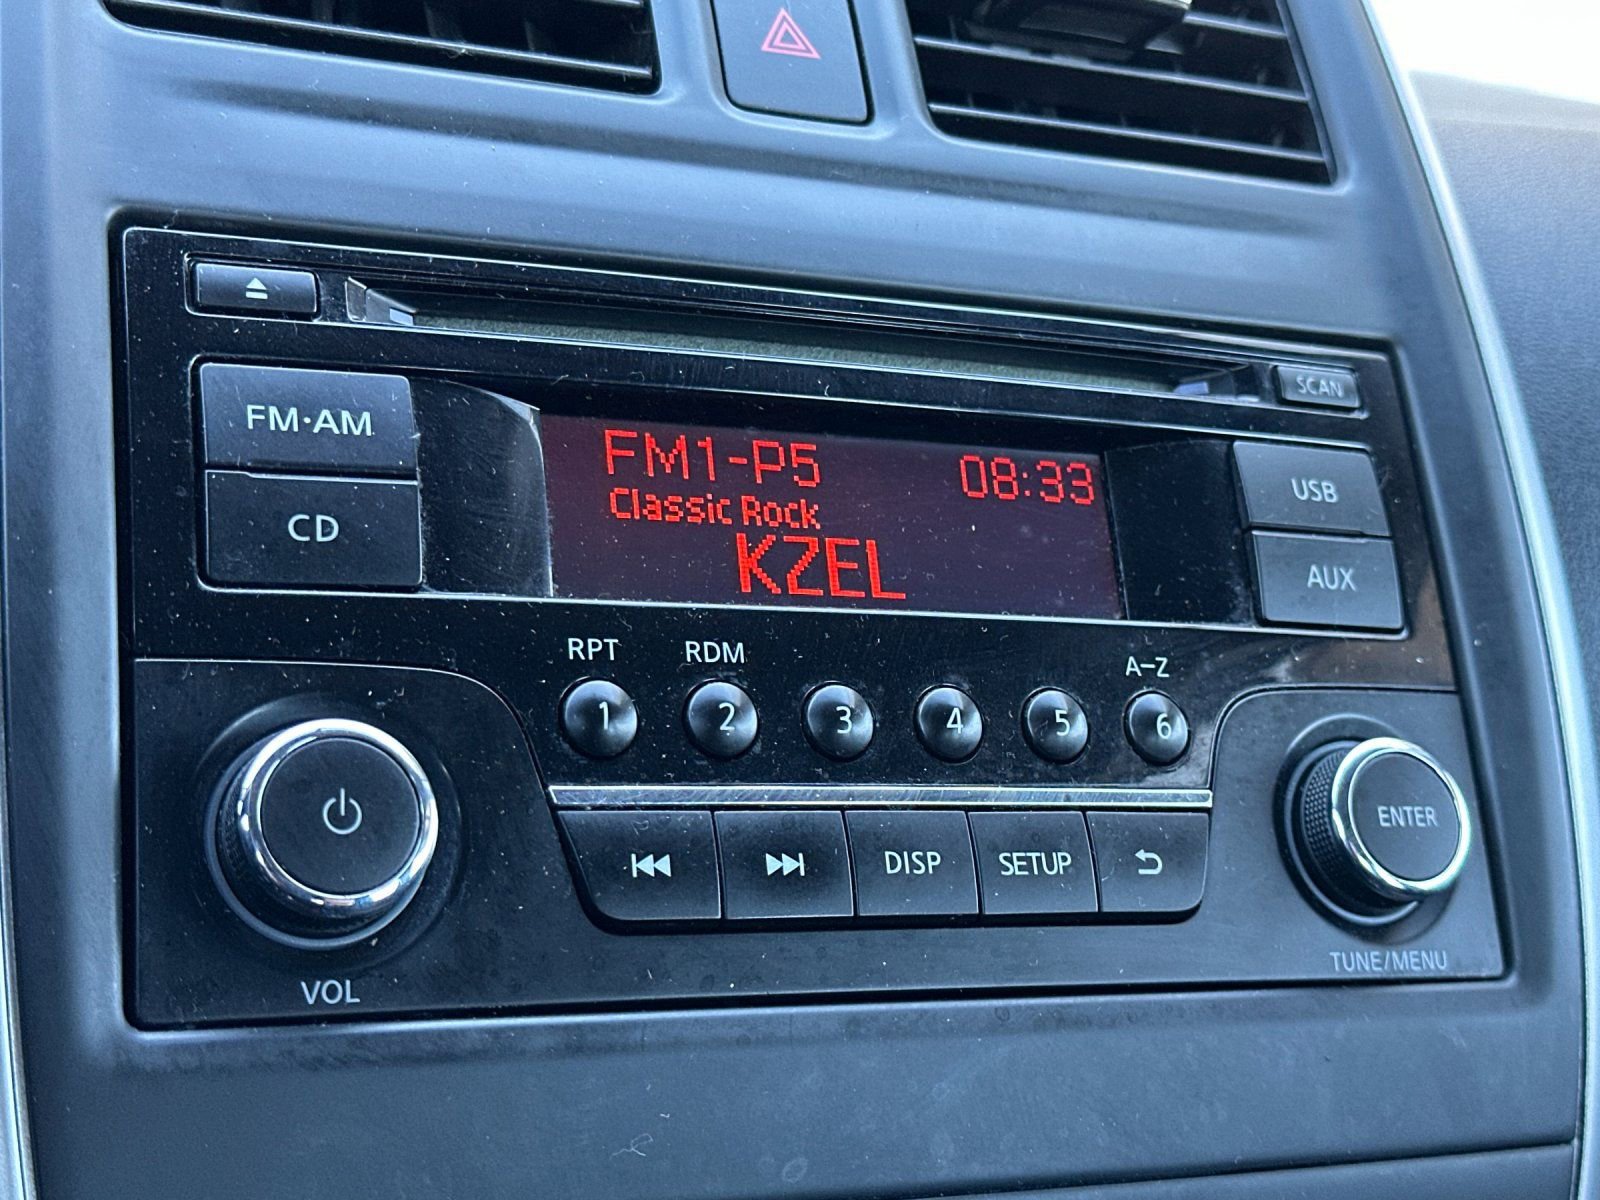 SCAN
FM·AM
CD
FM1-P5 08:33
Classic Rock
KZEL
USB
AUX
RPT RDM A-Z
1 2 3 4 5 6
DISP SETUP
ENTER
VOL
TUNE/MENU